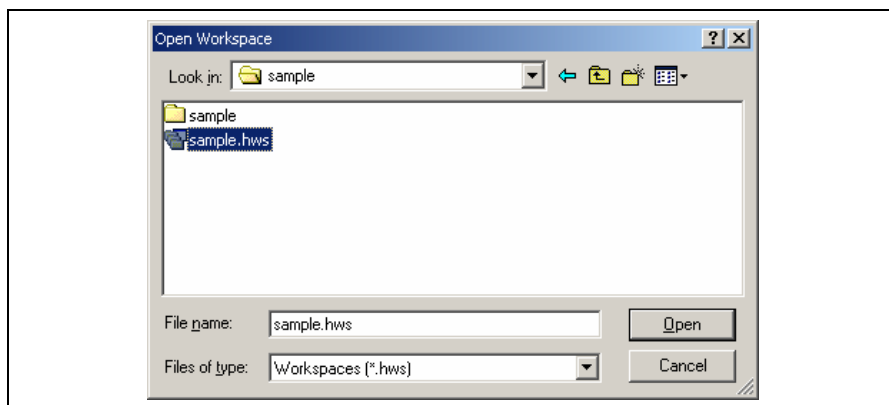 Open Workspace
Look in: sample
sample
sample.hws
File name: sample.hws Open
Files of type: Workspaces (*.hws) Cancel